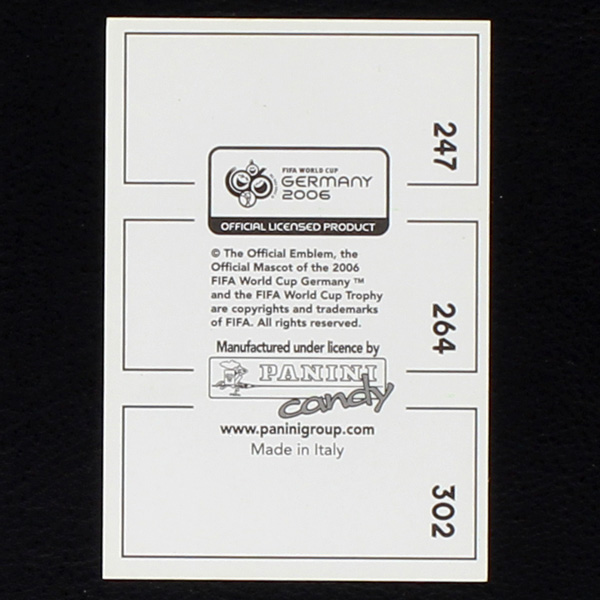 247
FIFA WORLD CUP
GERMANY
2006
OFFICIAL LICENSED PRODUCT
© The Official Emblem, the
Official Mascot of the 2006
FIFA World Cup Germany ™
and the FIFA World Cup Trophy
are copyrights and trademarks
of FIFA. All rights reserved.
264
Manufactured under licence by
PANINI
candy
www.paninigroup.com
Made in Italy
302